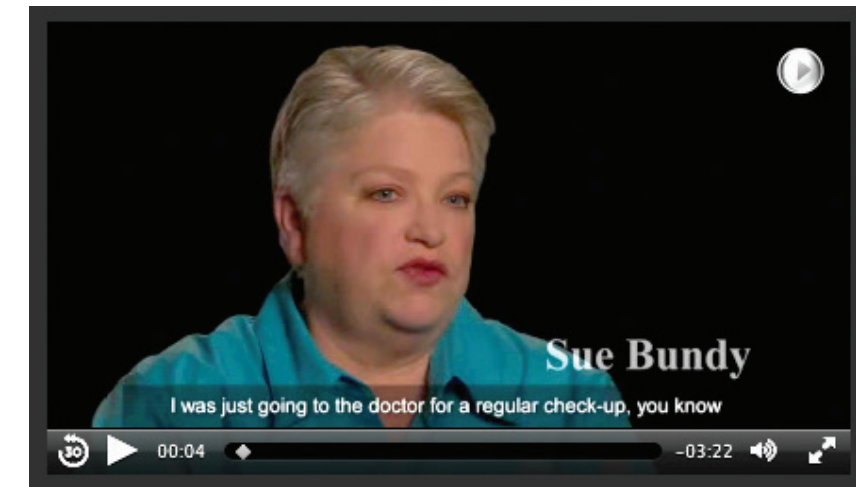 Sue Bundy
I was just going to the doctor for a regular check-up, you know
30 00:04 -03:22